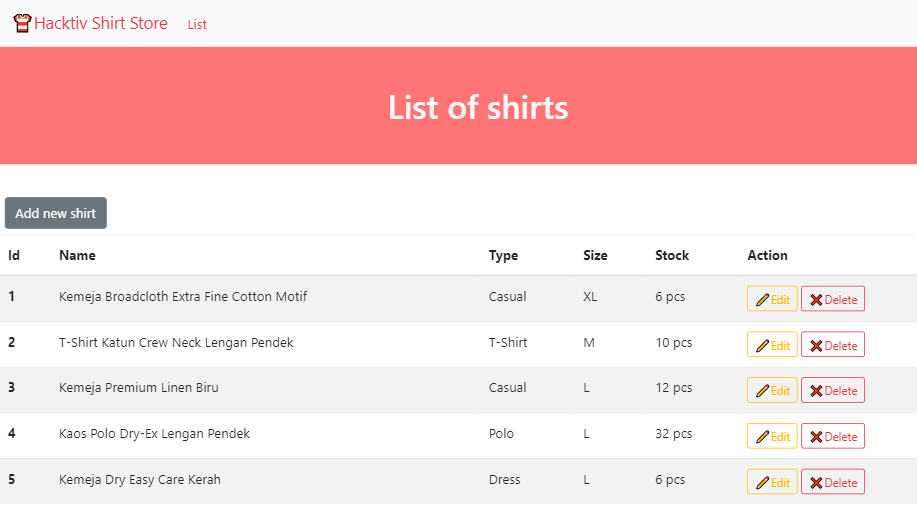 Hacktiv Shirt Store List
List of shirts
Add new shirt
Id Name Type Size Stock Action
1 Kemeja Broadcloth Extra Fine Cotton Motif Casual XL 6 pcs Edit Delete
2 T-Shirt Katun Crew Neck Lengan Pendek T-Shirt M 10 pcs Edit Delete
3 Kemeja Premium Linen Biru Casual L 12 pcs Edit Delete
4 Kaos Polo Dry-Ex Lengan Pendek Polo L 32 pcs Edit Delete
5 Kemeja Dry Easy Care Kerah Dress L 6 pcs Edit Delete